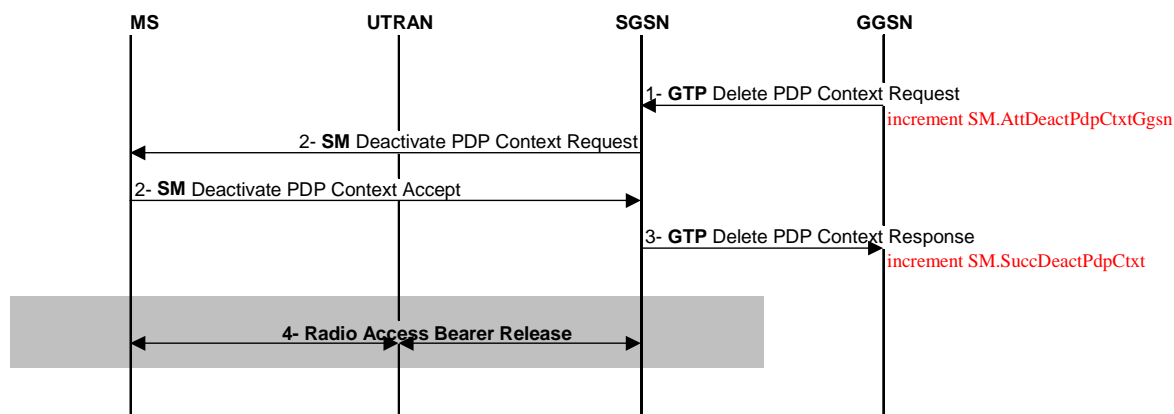 MS UTRAN SGSN GGSN
1- GTP Delete PDP Context Request
increment SM.AttDeactPdpCtxtGgsn
2- SM Deactivate PDP Context Request
2- SM Deactivate PDP Context Accept
3- GTP Delete PDP Context Response
increment SM.SuccDeactPdpCtxt
4- Radio Access Bearer Release